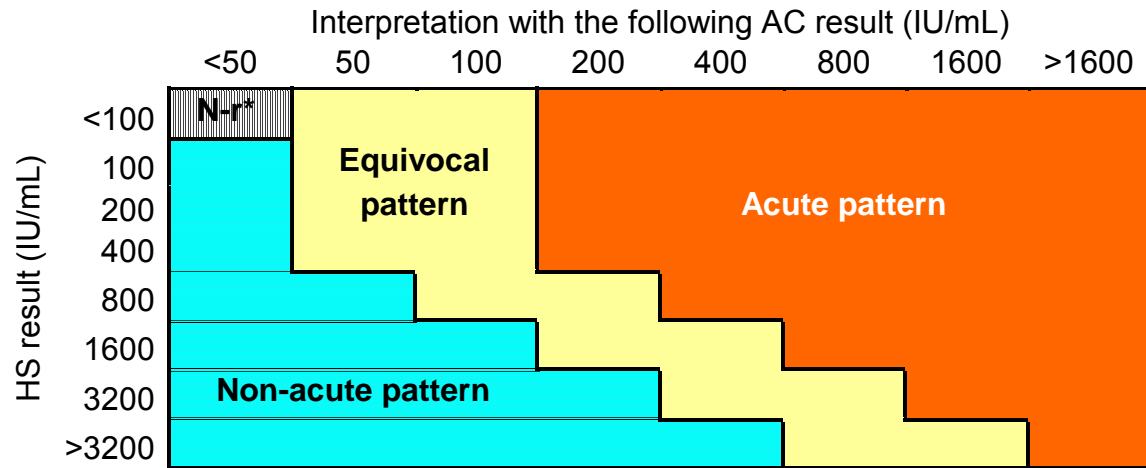 Interpretation with the following AC result (IU/mL)
<50 50 100 200 400 800 1600 >1600
HS result (IU/mL)
<100
100
200
400
800
1600
3200
>3200
N-r*
Equivocal
pattern
Acute pattern
Non-acute pattern